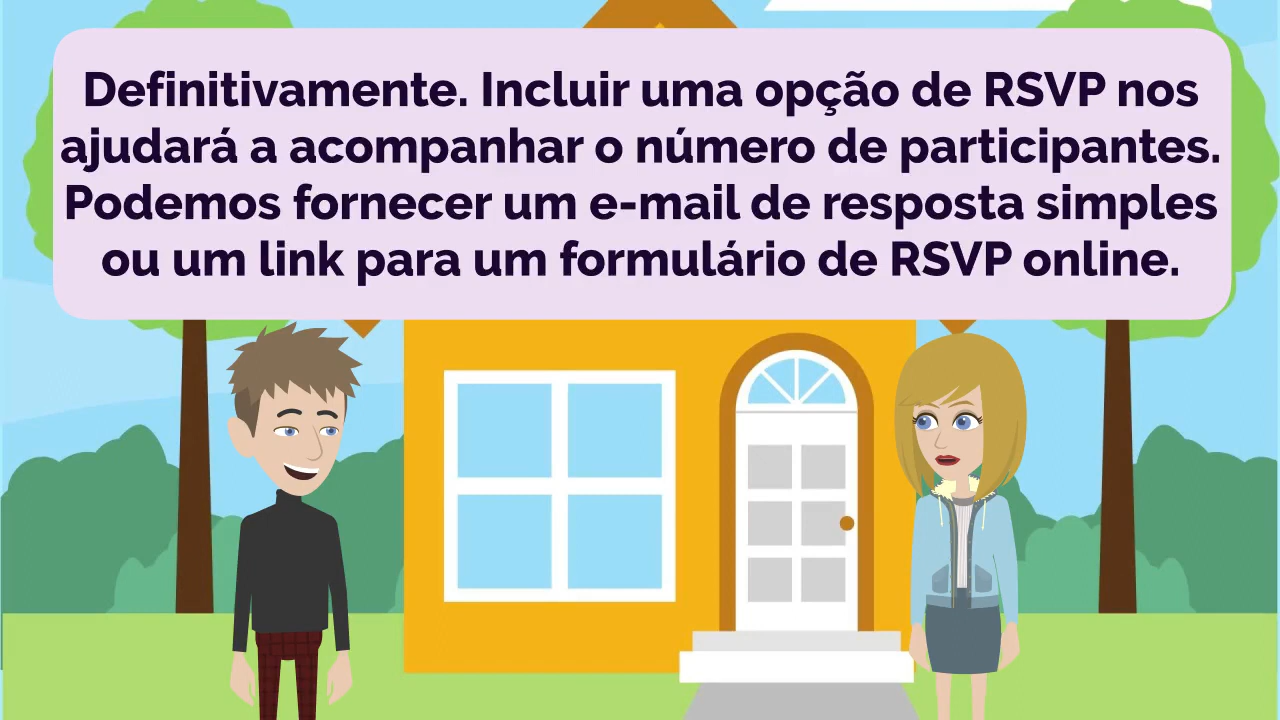 Definitivamente. Incluir uma opção de RSVP nos
ajudará a acompanhar o número de participantes.
Podemos fornecer um e-mail de resposta simples
ou um link para um formulário de RSVP online.